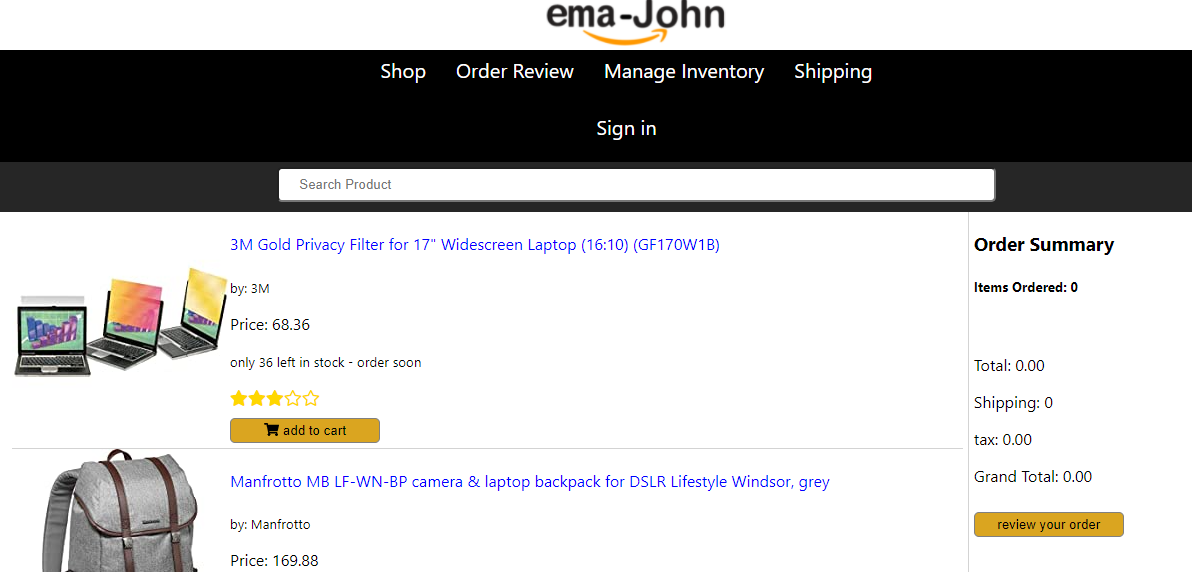 ema-John
Shop Order Review Manage Inventory Shipping
Sign in
Search Product
3M Gold Privacy Filter for 17" Widescreen Laptop (16:10) (GF170W1B)
by: 3M
Price: 68.36
only 36 left in stock - order soon
add to cart
Manfrotto MB LF-WN-BP camera & laptop backpack for DSLR Lifestyle Windsor, grey
by: Manfrotto
Price: 169.88
Order Summary
Items Ordered: 0
Total: 0.00
Shipping: 0
tax: 0.00
Grand Total: 0.00
review your order